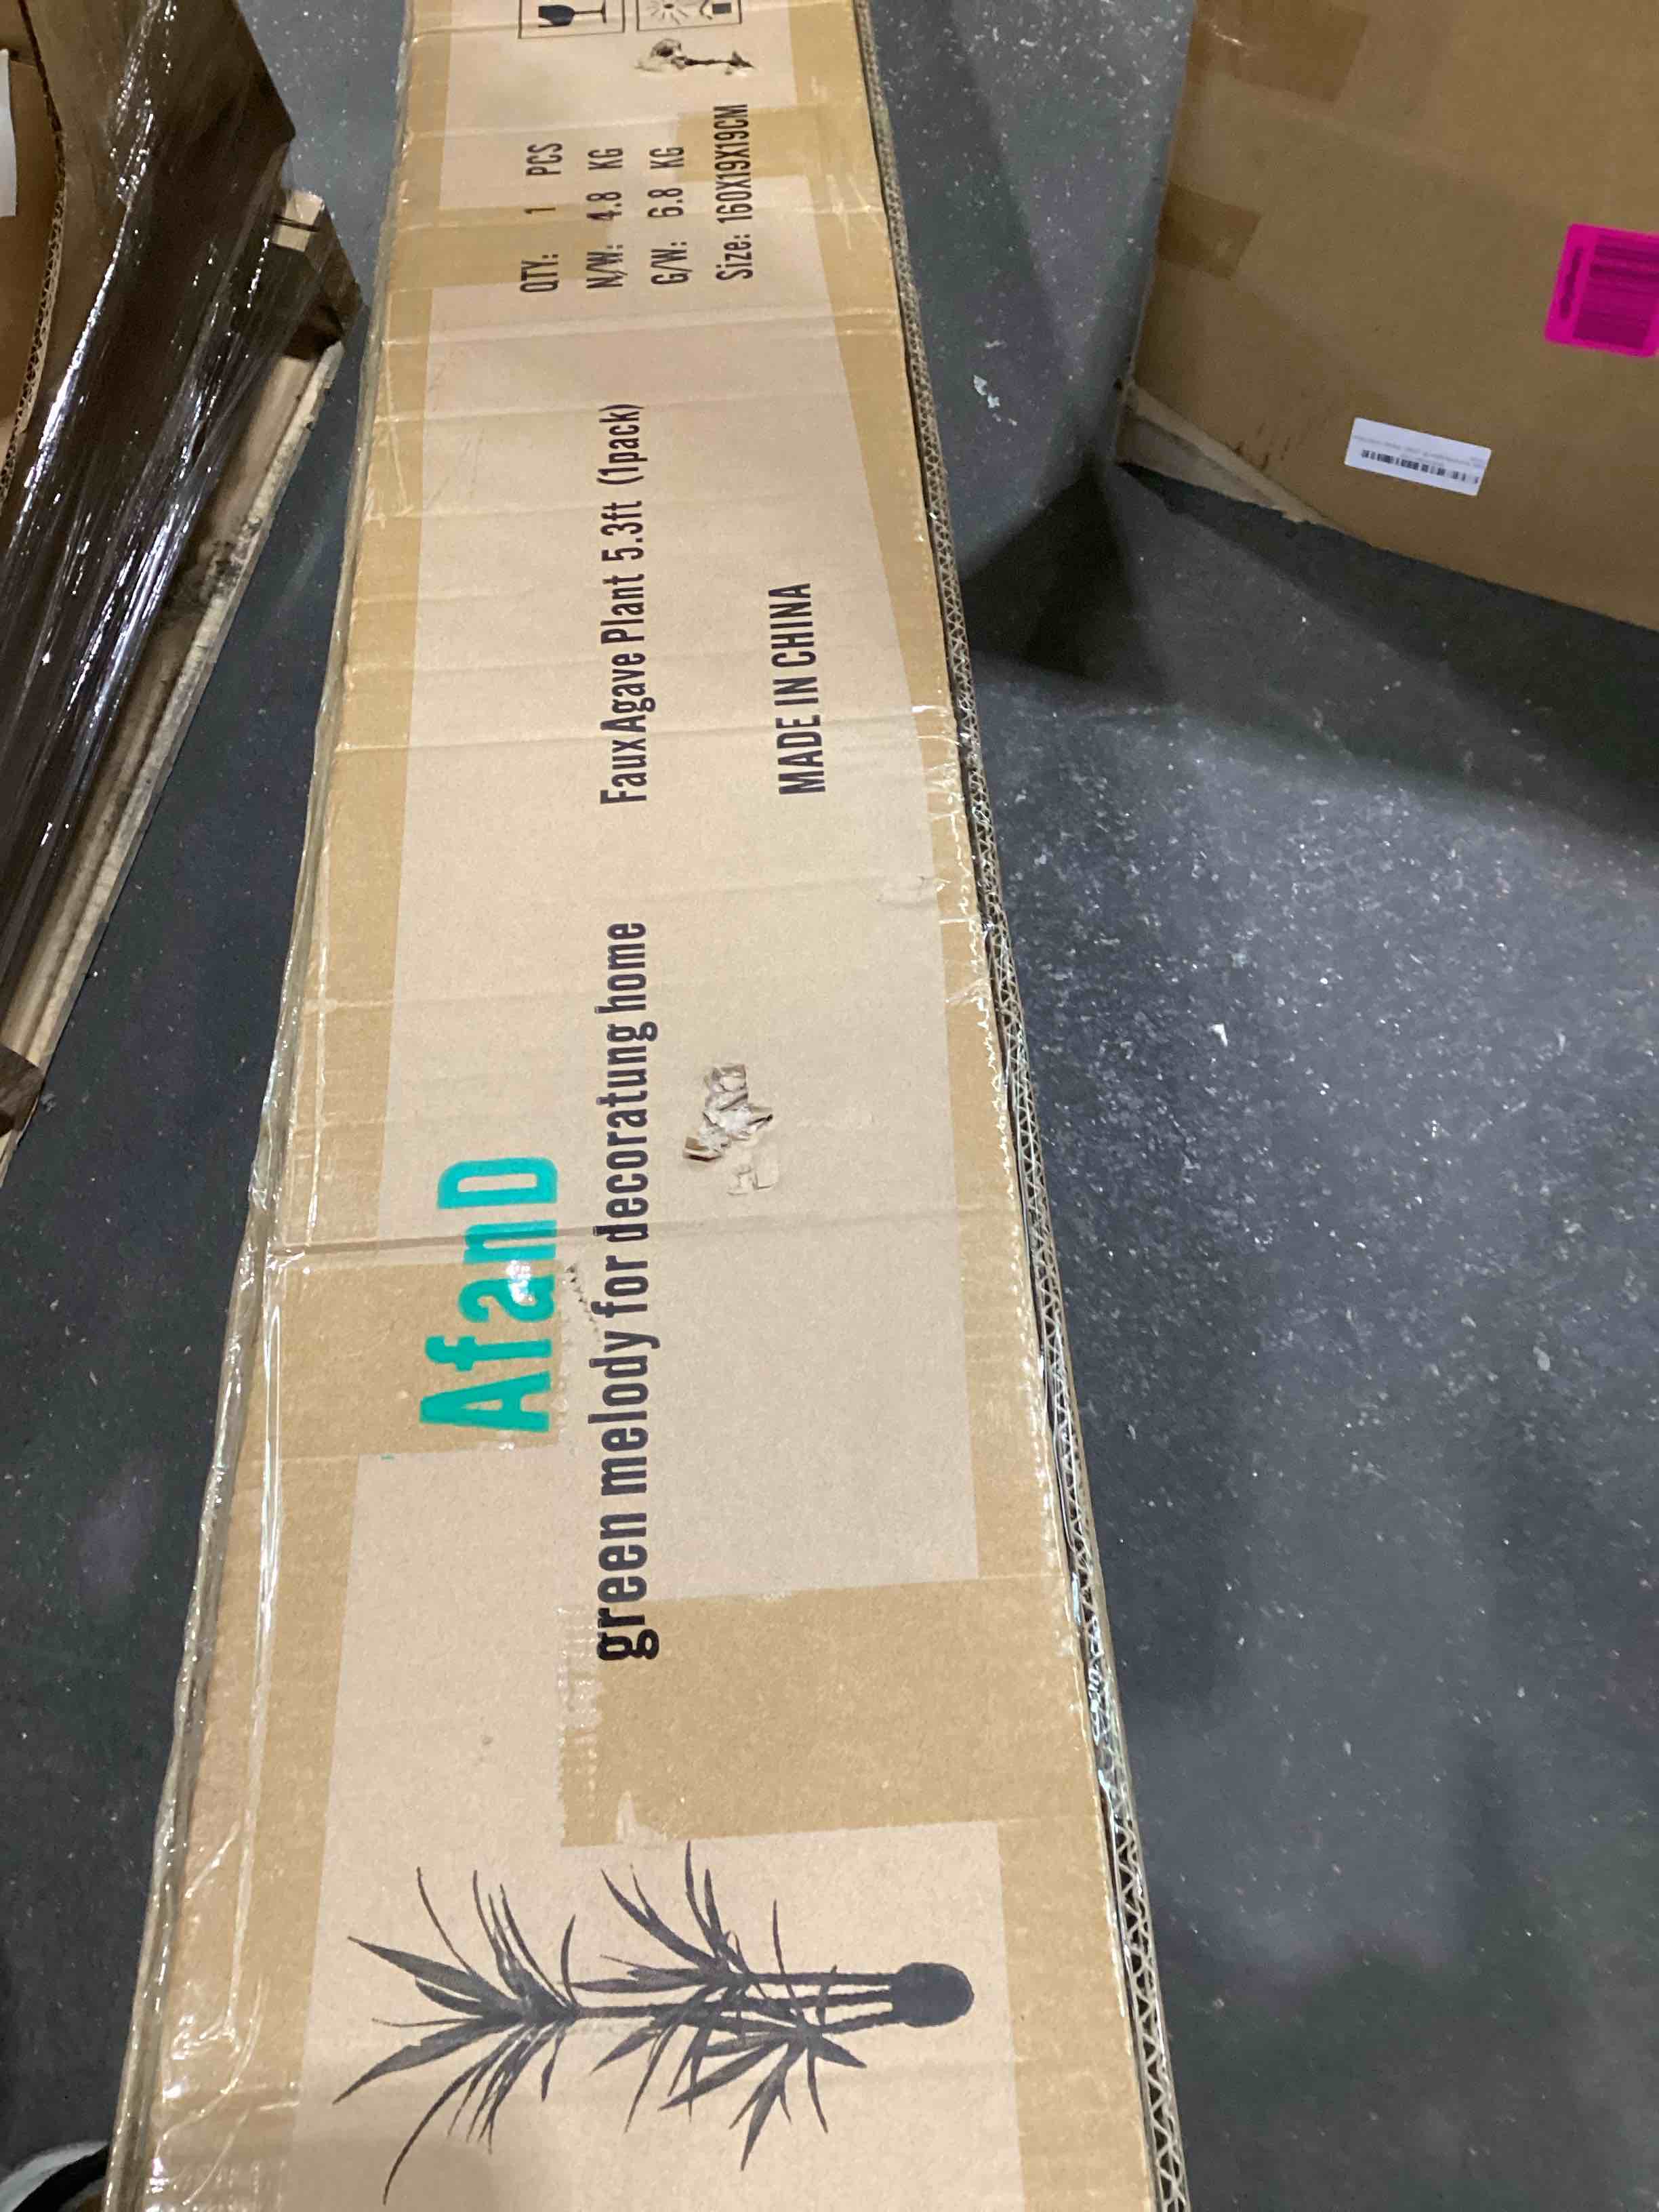 AfanD
green melody for decoratung home
FauxAgave Plant 5.3ft (1pack)
MADE IN CHINA
QTY: 1 PCS
N/W: 4.8 KG
G/W: 6.8 KG
Size: 160X19X19CM